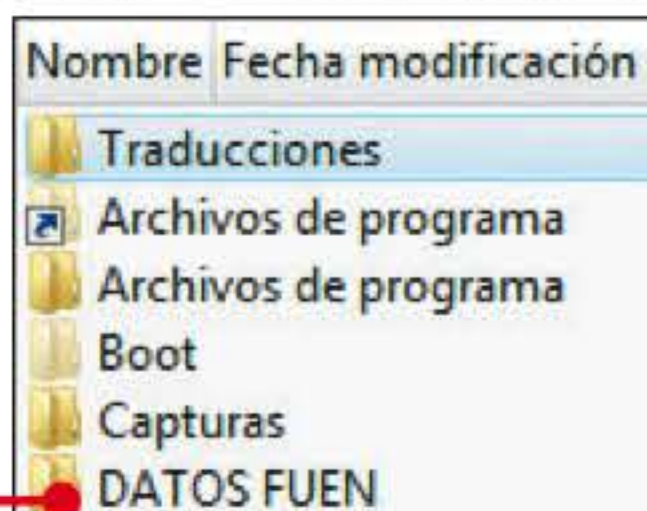 Nombre Fecha modificación
Traducciones
Archivos de programa
Archivos de programa
Boot
Capturas
DATOS FUEN